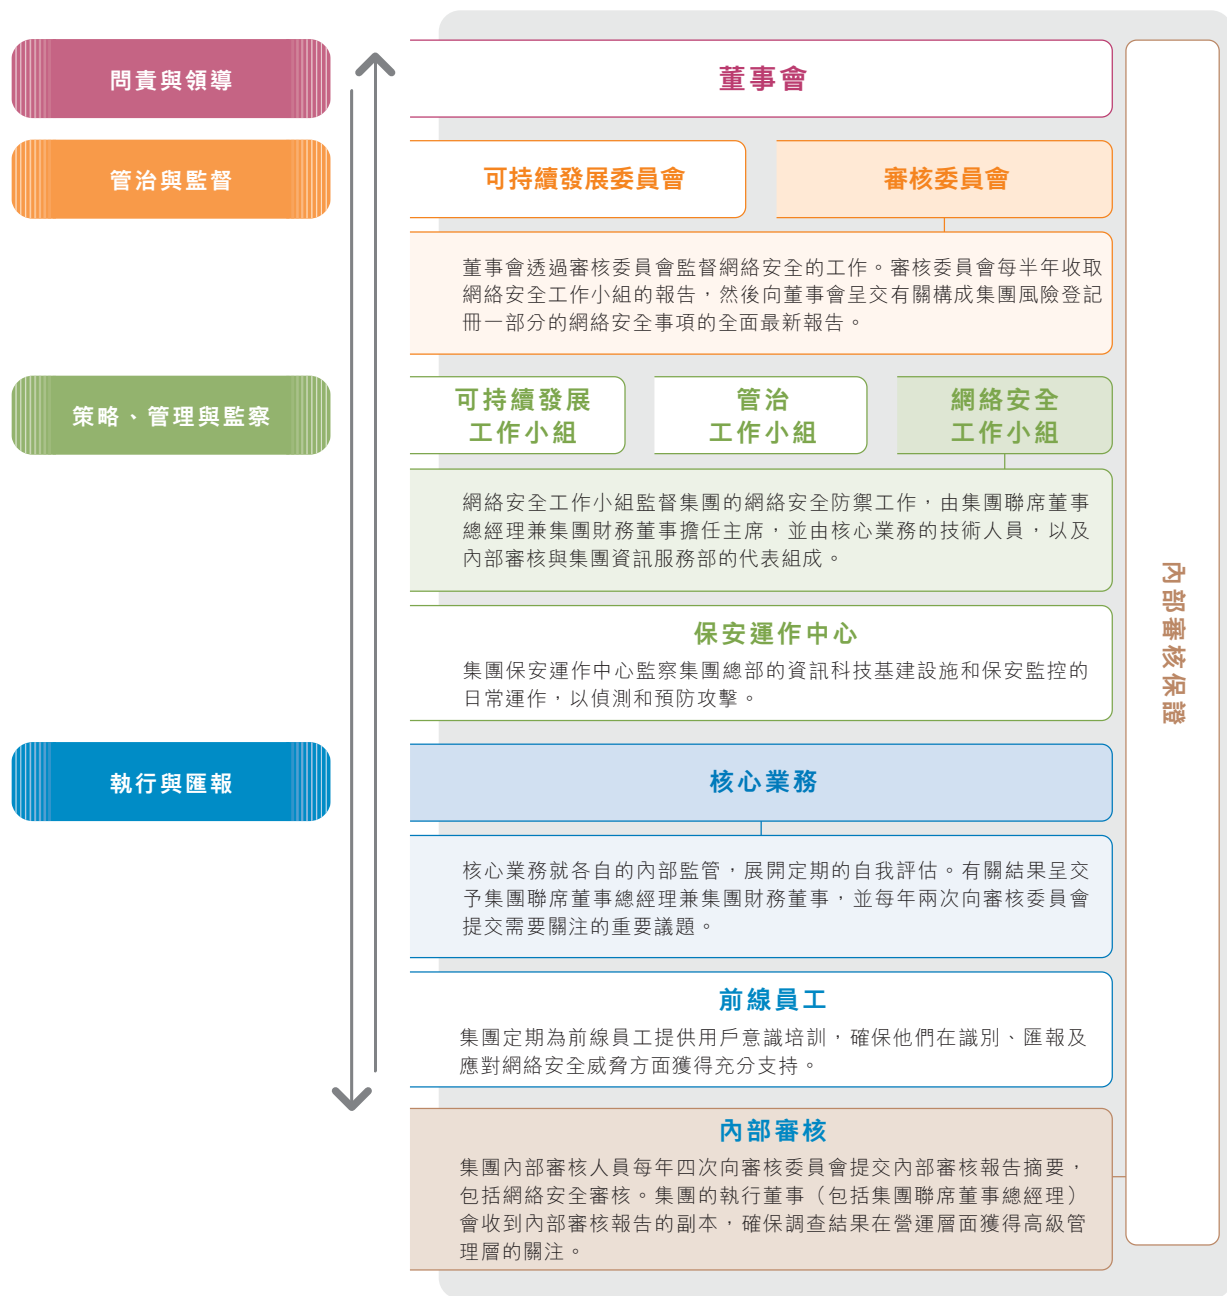 問責與領導
董事會
管治與監督
可持續發展委員會
審核委員會
董事會透過審核委員會監督網絡安全的工作。審核委員會每半年收取
網絡安全工作小組的報告，然後向董事會呈交有關構成集團風險登記
冊一部分的網絡安全事項的全面最新報告。
策略、管理與監察
可持續發展
工作小組
管治
工作小組
網絡安全
工作小組
網絡安全工作小組監督集團的網絡安全防禦工作，由集團聯席董事
總經理兼集團財務董事擔任主席，並由核心業務的技術人員，以及
內部審核與集團資訊服務部的代表組成。
保安運作中心
集團保安運作中心監察集團總部的資訊科技基建設施和保安監控的
日常運作，以偵測和預防攻擊。
執行與匯報
核心業務
核心業務就各自的內部監管，展開定期的自我評估。有關結果呈交
予集團聯席董事總經理兼集團財務董事，並每年兩次向審核委員會
提交需要關注的重要議題。
前線員工
集團定期為前線員工提供用戶意識培訓，確保他們在識別、匯報及
應對網絡安全威脅方面獲得充分支持。
內部審核
集團內部審核人員每年四次向審核委員會提交內部審核報告摘要，
包括網絡安全審核。集團的執行董事（包括集團聯席董事總經理）
會收到內部審核報告的副本，確保調查結果在營運層面獲得高級管
理層的關注。
內部審核保證